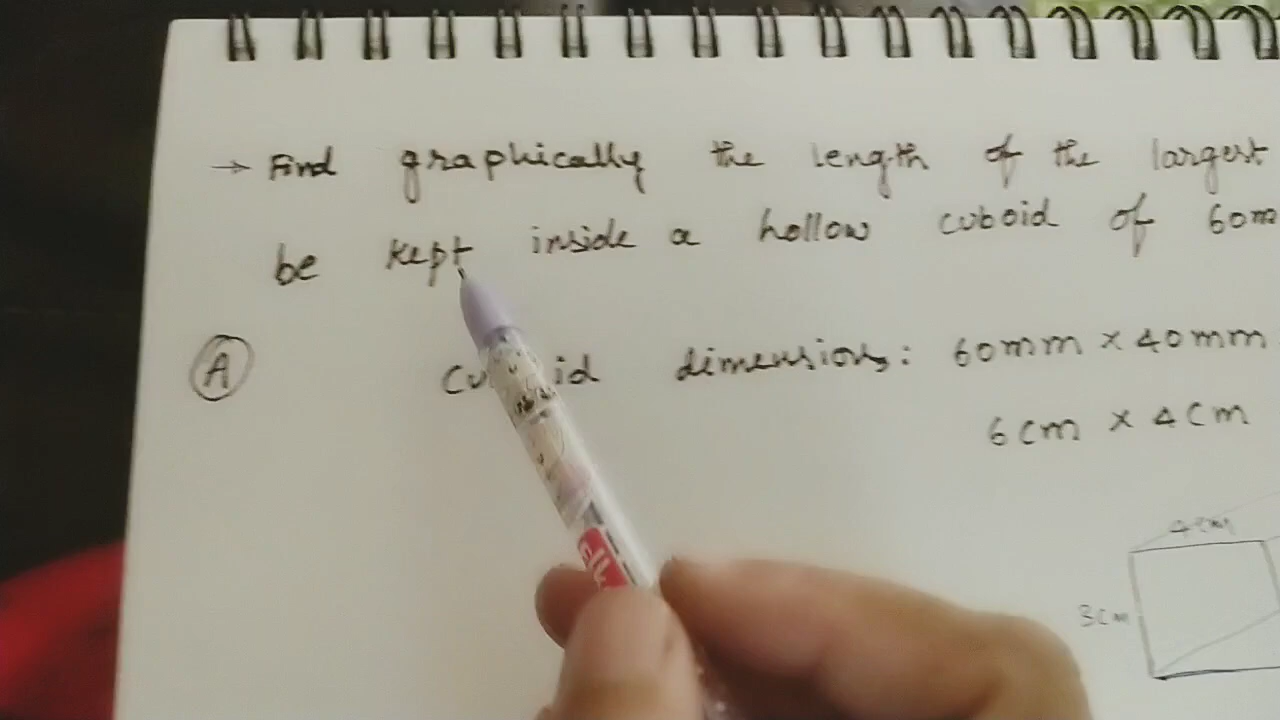 → Find graphically the length of the largest
be kept inside a hollow cuboid of 60m
A dimensions: 60mm × 40mm
6cm × 4cm
4cm
3cm